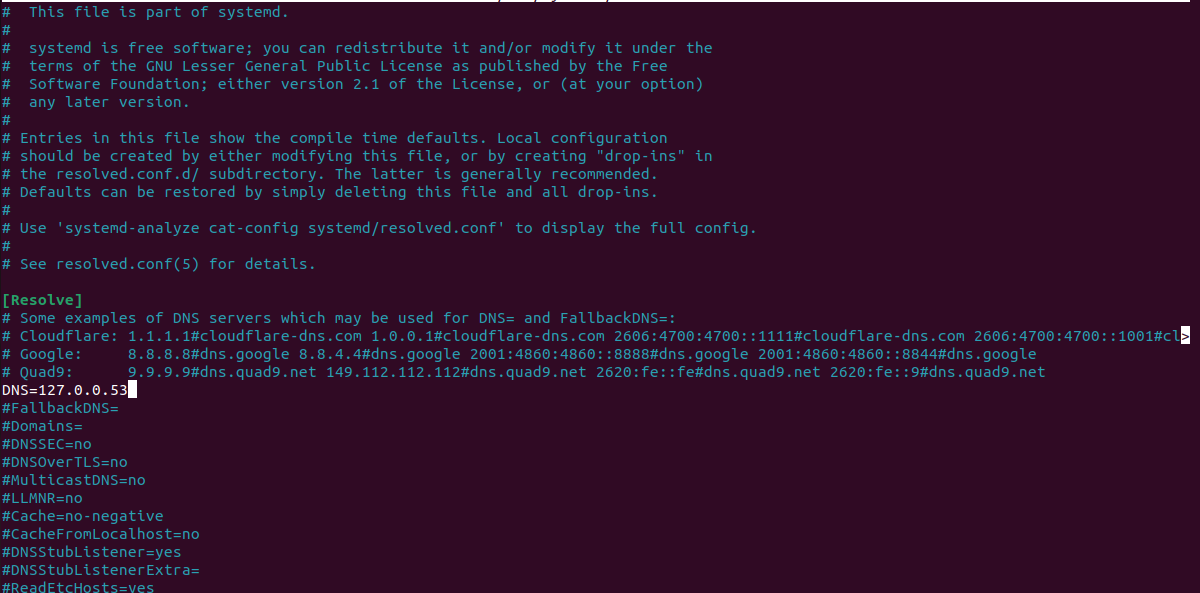 #  This file is part of systemd.
#
#  systemd is free software; you can redistribute it and/or modify it under the
#  terms of the GNU Lesser General Public License as published by the Free
#  Software Foundation; either version 2.1 of the License, or (at your option)
#  any later version.
#
# Entries in this file show the compile time defaults. Local configuration
# should be created by either modifying this file, or by creating "drop-ins" in
# the resolved.conf.d/ subdirectory. The latter is generally recommended.
# Defaults can be restored by simply deleting this file and all drop-ins.
#
# Use 'systemd-analyze cat-config systemd/resolved.conf' to display the full config.
#
# See resolved.conf(5) for details.

[Resolve]
# Some examples of DNS servers which may be used for DNS= and FallbackDNS=:
# Cloudflare: 1.1.1.1#cloudflare-dns.com 1.0.0.1#cloudflare-dns.com 2606:4700:4700::1111#cloudflare-dns.com 2606:4700:4700::1001#cl>
# Google:     8.8.8.8#dns.google 8.8.4.4#dns.google 2001:4860:4860::8888#dns.google 2001:4860:4860::8844#dns.google
# Quad9:      9.9.9.9#dns.quad9.net 149.112.112.112#dns.quad9.net 2620:fe::fe#dns.quad9.net 2620:fe::9#dns.quad9.net
DNS=127.0.0.53
#FallbackDNS=
#Domains=
#DNSSEC=no
#DNSOverTLS=no
#MulticastDNS=no
#LLMNR=no
#Cache=no-negative
#CacheFromLocalhost=no
#DNSStubListener=yes
#DNSStubListenerExtra=
#ReadEtcHosts=yes